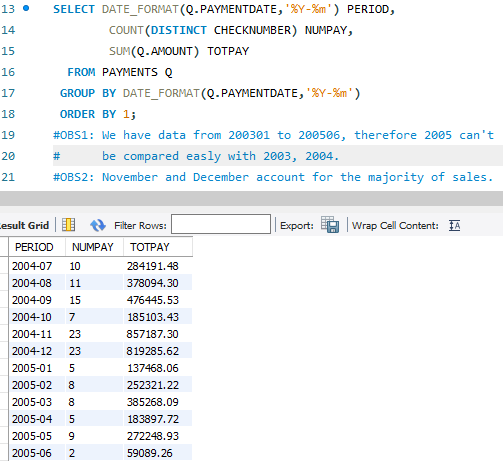 13 SELECT DATE_FORMAT(Q.PAYMENTDATE,'%Y-%m') PERIOD,
14 COUNT(DISTINCT CHECKNUMBER) NUMPAY,
15 SUM(Q.AMOUNT) TOTPAY
16 FROM PAYMENTS Q
17 GROUP BY DATE_FORMAT(Q.PAYMENTDATE,'%Y-%m')
18 ORDER BY 1;
19 #OBS1: We have data from 200301 to 200506, therefore 2005 can't
20 # be compared easly with 2003, 2004.
21 #OBS2: November and December account for the majority of sales.
esult Grid Filter Rows: Export: Wrap Cell Content:
PERIOD NUMPAY TOTPAY
2004-07 10 284191.48
2004-08 11 378094.30
2004-09 15 476445.53
2004-10 7 185103.43
2004-11 23 857187.30
2004-12 23 819285.62
2005-01 5 137468.06
2005-02 8 252321.22
2005-03 8 385268.09
2005-04 5 183897.72
2005-05 9 272248.93
2005-06 2 59089.26